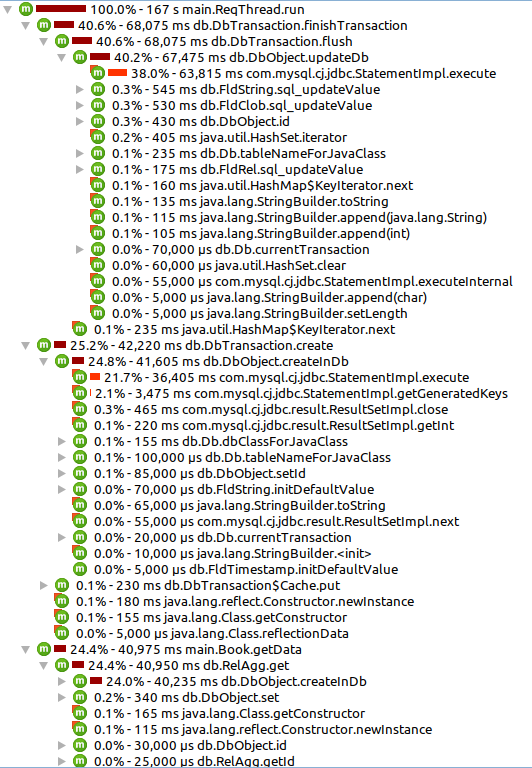 m 100.0% - 167 s main.ReqThread.run
m 40.6% - 68,075 ms db.DbTransaction.finishTransaction
m 40.6% - 68,075 ms db.DbTransaction.flush
m 40.2% - 67,475 ms db.DbObject.updateDb
m 38.0% - 63,815 ms com.mysql.cj.jdbc.StatementImpl.execute
m 0.3% - 545 ms db.FldString.sql_updateValue
m 0.3% - 530 ms db.FldClob.sql_updateValue
m 0.3% - 430 ms db.DbObject.id
m 0.2% - 405 ms java.util.HashSet.iterator
m 0.1% - 235 ms db.Db.tableNameForJavaClass
m 0.1% - 175 ms db.FldRel.sql_updateValue
m 0.1% - 160 ms java.util.HashMap$KeyIterator.next
m 0.1% - 135 ms java.lang.StringBuilder.toString
m 0.1% - 115 ms java.lang.StringBuilder.append(java.lang.String)
m 0.1% - 105 ms java.lang.StringBuilder.append(int)
m 0.0% - 70,000 µs db.Db.currentTransaction
m 0.0% - 60,000 µs java.util.HashSet.clear
m 0.0% - 55,000 µs com.mysql.cj.jdbc.StatementImpl.executeInternal
m 0.0% - 5,000 µs java.lang.StringBuilder.append(char)
m 0.0% - 5,000 µs java.lang.StringBuilder.setLength
m 0.1% - 235 ms java.util.HashMap$KeyIterator.next
m 25.2% - 42,220 ms db.DbTransaction.create
m 24.8% - 41,605 ms db.DbObject.createInDb
m 21.7% - 36,405 ms com.mysql.cj.jdbc.StatementImpl.execute
m 2.1% - 3,475 ms com.mysql.cj.jdbc.StatementImpl.getGeneratedKeys
m 0.3% - 465 ms com.mysql.cj.jdbc.result.ResultSetImpl.close
m 0.1% - 220 ms com.mysql.cj.jdbc.result.ResultSetImpl.getInt
m 0.1% - 155 ms db.Db.dbClassForJavaClass
m 0.1% - 100,000 µs db.Db.tableNameForJavaClass
m 0.1% - 85,000 µs db.DbObject.setId
m 0.0% - 70,000 µs db.FldString.initDefaultValue
m 0.0% - 65,000 µs java.lang.StringBuilder.toString
m 0.0% - 55,000 µs com.mysql.cj.jdbc.result.ResultSetImpl.next
m 0.0% - 20,000 µs db.Db.currentTransaction
m 0.0% - 10,000 µs java.lang.StringBuilder.<init>
m 0.0% - 5,000 µs db.FldTimestamp.initDefaultValue
m 0.1% - 230 ms db.DbTransaction$Cache.put
m 0.1% - 180 ms java.lang.reflect.Constructor.newInstance
m 0.1% - 155 ms java.lang.Class.getConstructor
m 0.0% - 5,000 µs java.lang.Class.reflectionData
m 24.4% - 40,975 ms main.Book.getData
m 24.4% - 40,950 ms db.RelAgg.get
m 24.0% - 40,235 ms db.DbObject.createInDb
m 0.2% - 340 ms db.DbObject.set
m 0.1% - 165 ms java.lang.Class.getConstructor
m 0.1% - 115 ms java.lang.reflect.Constructor.newInstance
m 0.0% - 30,000 µs db.DbObject.id
m 0.0% - 25,000 µs db.RelAgg.getId